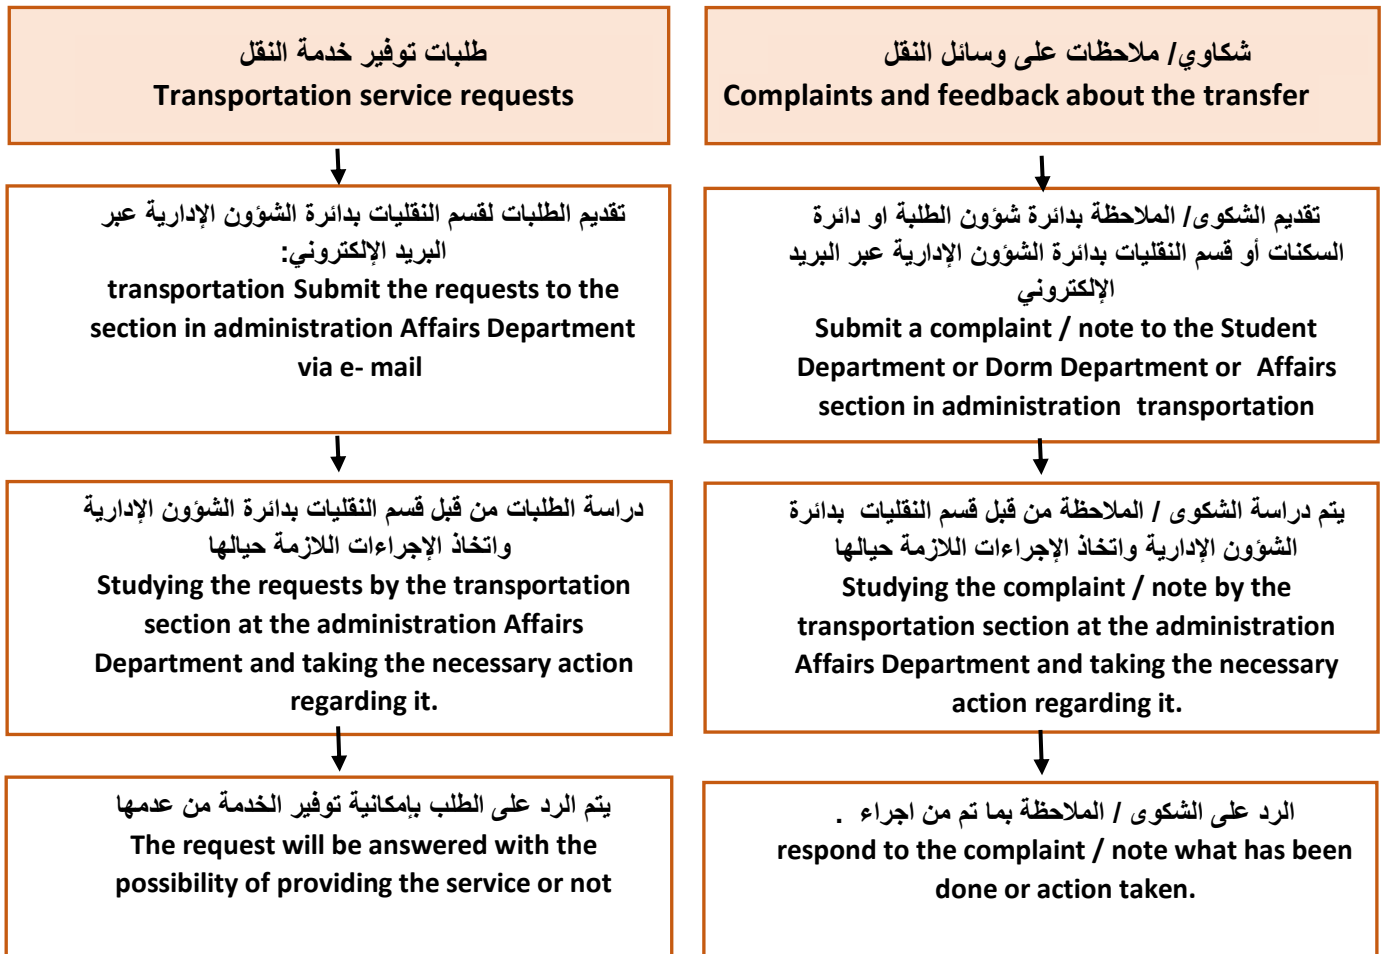 طلبات توفير خدمة النقل
Transportation service requests
تقديم الطلبات لقسم النقليات بدائرة الشؤون الإدارية عبر
البريد الإلكتروني:
transportation Submit the requests to the
section in administration Affairs Department
via e- mail
دراسة الطلبات من قبل قسم النقليات بدائرة الشؤون الإدارية
واتخاذ الإجراءات اللازمة حيالها
Studying the requests by the transportation
section at the administration Affairs
Department and taking the necessary action
regarding it.
يتم الرد على الطلب بإمكانية توفير الخدمة من عدمها
The request will be answered with the
possibility of providing the service or not
شكاوي/ ملاحظات على وسائل النقل
Complaints and feedback about the transfer
تقديم الشكوى/ الملاحظة بدائرة شؤون الطلبة او دائرة
السكنات أو قسم النقليات بدائرة الشؤون الإدارية عبر البريد
الإلكتروني
Submit a complaint / note to the Student
Department or Dorm Department or Affairs
section in administration transportation
يتم دراسة الشكوى / الملاحظة من قبل قسم النقليات بدائرة
الشؤون الإدارية واتخاذ الإجراءات اللازمة حيالها
Studying the complaint / note by the
transportation section at the administration
Affairs Department and taking the necessary
action regarding it.
الرد على الشكوى / الملاحظة بما تم من اجراء .
respond to the complaint / note what has been
done or action taken.